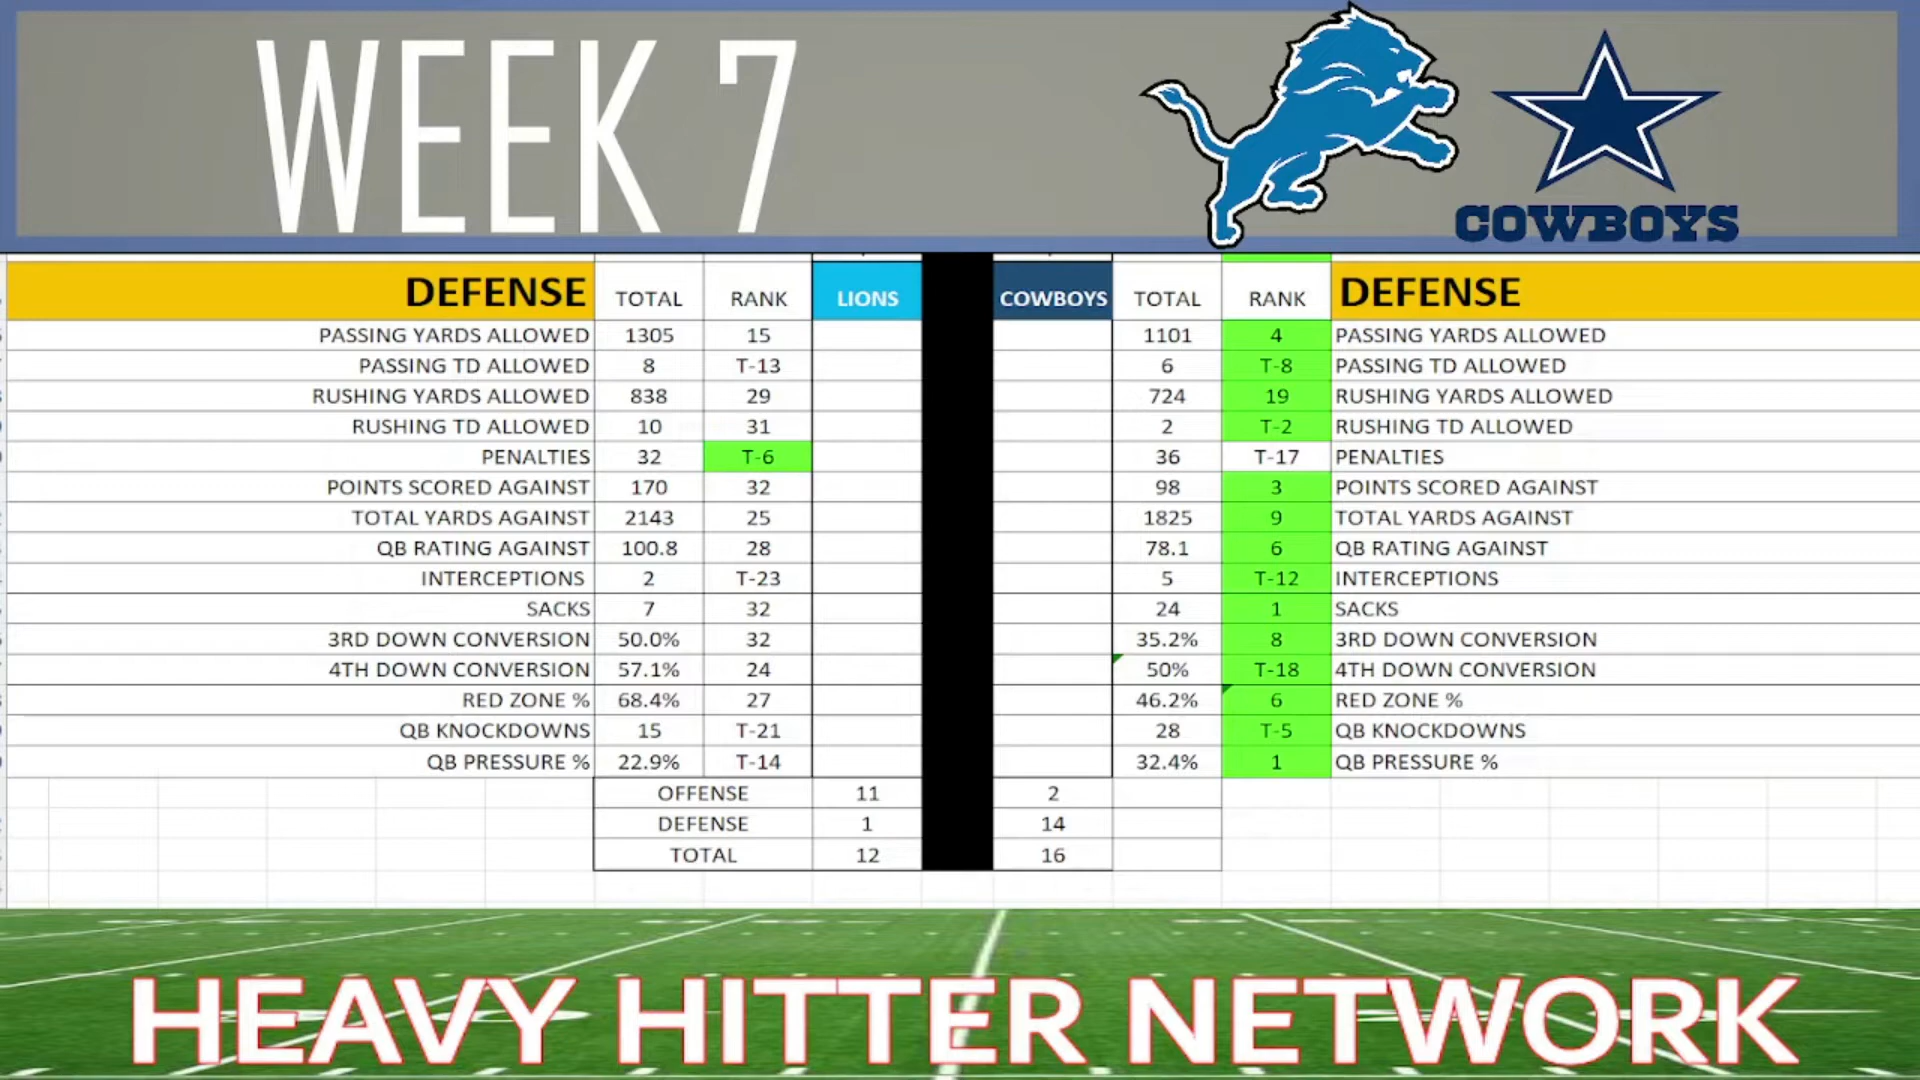 WEEK 7
COWBOYS
DEFENSE TOTAL RANK LIONS COWBOYS TOTAL RANK DEFENSE
PASSING YARDS ALLOWED 1305 15 1101 4 PASSING YARDS ALLOWED
PASSING TD ALLOWED 8 T-13 6 T-8 PASSING TD ALLOWED
RUSHING YARDS ALLOWED 838 29 724 19 RUSHING YARDS ALLOWED
RUSHING TD ALLOWED 10 31 2 T-2 RUSHING TD ALLOWED
PENALTIES 32 T-6 36 T-17 PENALTIES
POINTS SCORED AGAINST 170 32 98 3 POINTS SCORED AGAINST
TOTAL YARDS AGAINST 2143 25 1825 9 TOTAL YARDS AGAINST
QB RATING AGAINST 100.8 28 78.1 6 QB RATING AGAINST
INTERCEPTIONS 2 T-23 5 T-12 INTERCEPTIONS
SACKS 7 32 24 1 SACKS
3RD DOWN CONVERSION 50.0% 32 35.2% 8 3RD DOWN CONVERSION
4TH DOWN CONVERSION 57.1% 24 50% T-18 4TH DOWN CONVERSION
RED ZONE % 68.4% 27 46.2% 6 RED ZONE %
QB KNOCKDOWNS 15 T-21 28 T-5 QB KNOCKDOWNS
QB PRESSURE % 22.9% T-14 32.4% 1 QB PRESSURE %
OFFENSE 11 2
DEFENSE 1 14
TOTAL 12 16
HEAVY HITTER NETWORK